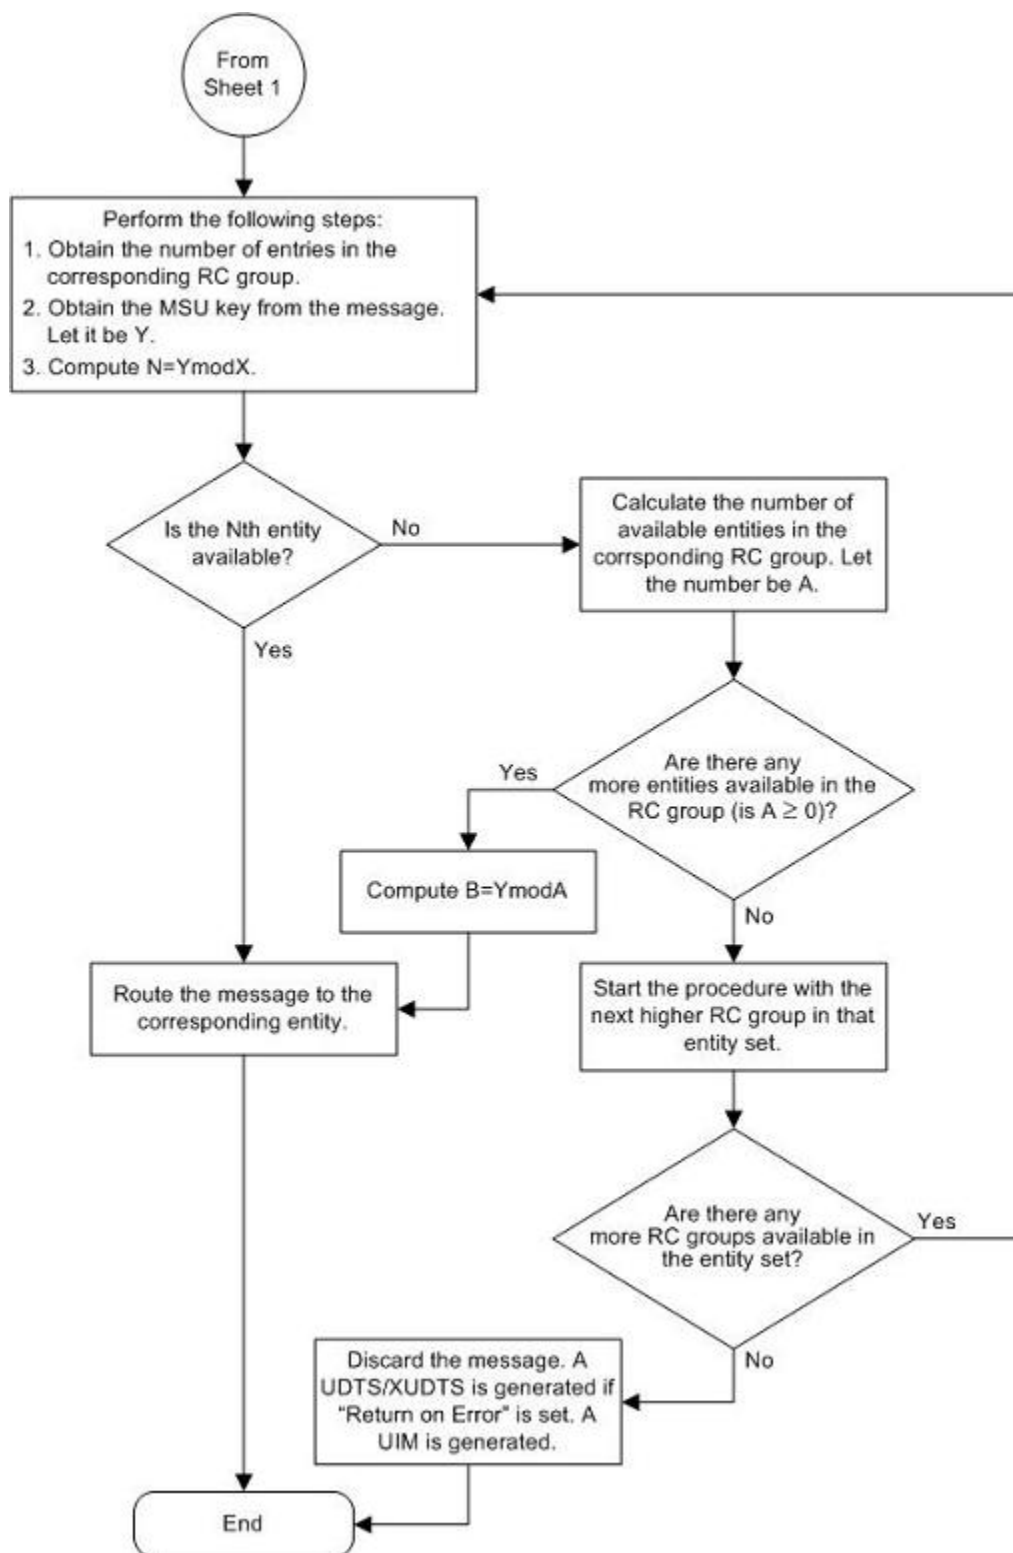 From
Sheet 1
Perform the following steps:
1. Obtain the number of entries in the
corresponding RC group.
2. Obtain the MSU key from the message.
Let it be Y.
3. Compute N=YmodX.
Is the Nth entity
available?
No
Calculate the number of
available entities in the
corrsponding RC group. Let
the number be A.
Yes
Are there any
more entities available in the
RC group (is A ≥ 0)?
Yes
Compute B=YmodA
No
Route the message to the
corresponding entity.
Start the procedure with the
next higher RC group in that
entity set.
Are there any
more RC groups available in
the entity set?
Yes
No
Discard the message. A
UDTS/XUDTS is generated if
“Return on Error” is set. A
UIM is generated.
End